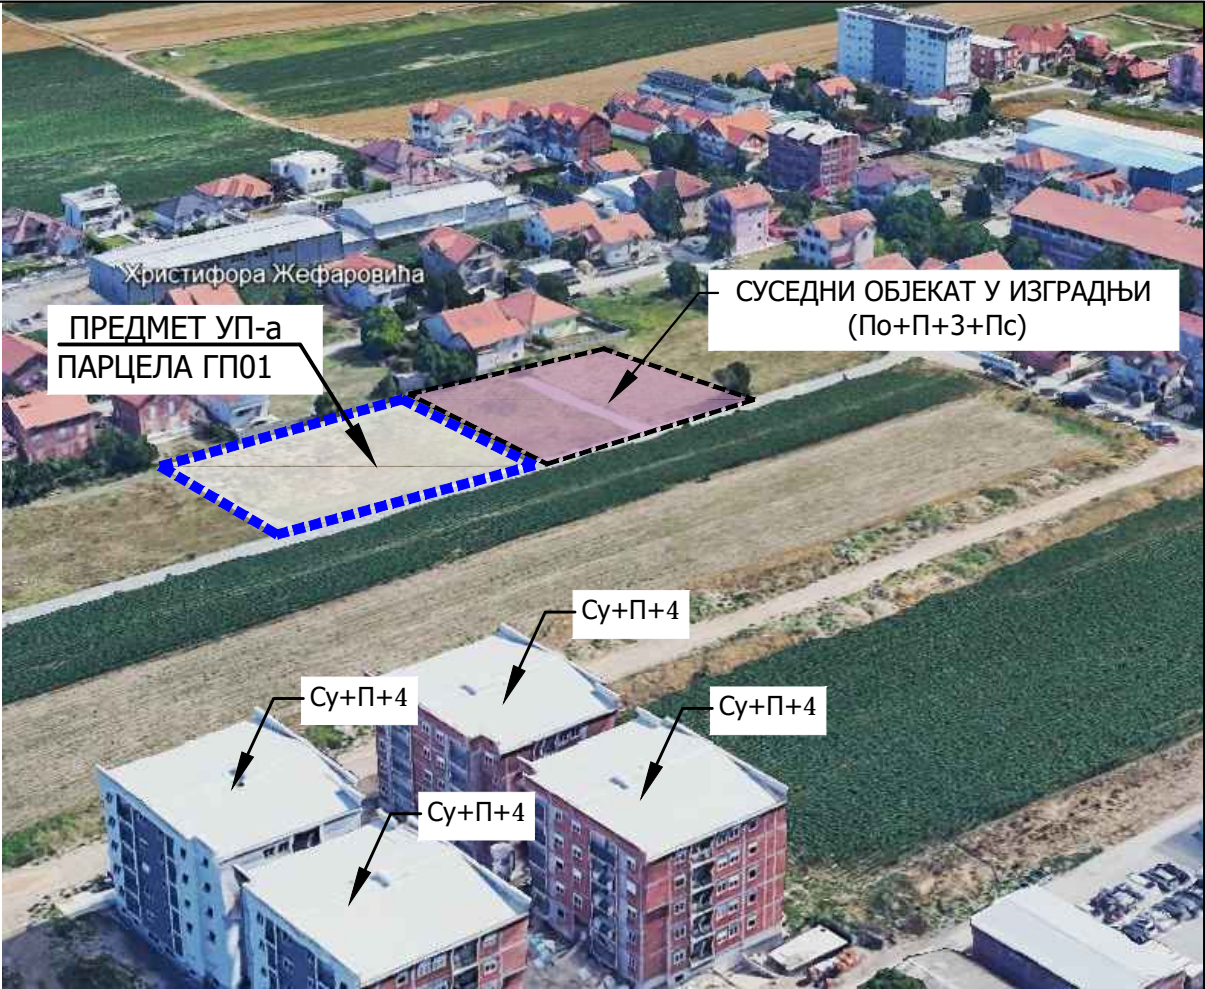 Христифора Жефаровића
СУСЕДНИ ОБЈЕКАТ У ИЗГРАДЊИ
(По+П+3+Пс)
ПРЕДМЕТ УП-а
ПАРЦЕЛА ГП01
Су+П+4
Су+П+4
Су+П+4
Су+П+4